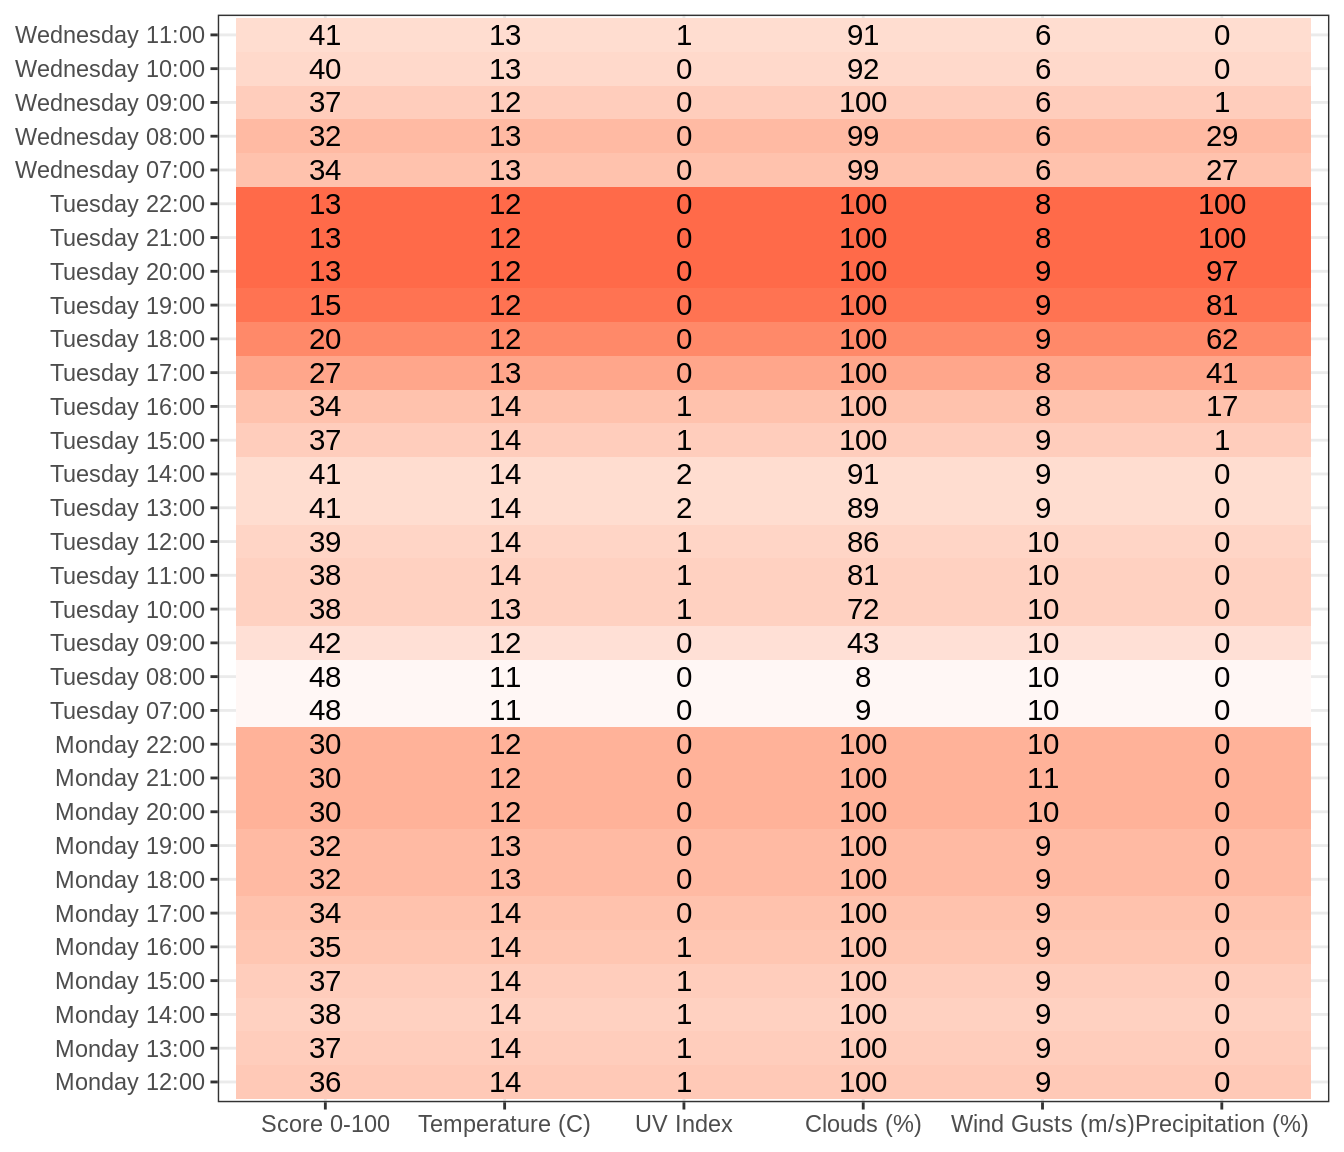 Wednesday 11:00 41 13 1 91 6 0
Wednesday 10:00 40 13 0 92 6 0
Wednesday 09:00 37 12 0 100 6 1
Wednesday 08:00 32 13 0 99 6 29
Wednesday 07:00 34 13 0 99 6 27
Tuesday 22:00 13 12 0 100 8 100
Tuesday 21:00 13 12 0 100 8 100
Tuesday 20:00 13 12 0 100 9 97
Tuesday 19:00 15 12 0 100 9 81
Tuesday 18:00 20 12 0 100 9 62
Tuesday 17:00 27 13 0 100 8 41
Tuesday 16:00 34 14 1 100 8 17
Tuesday 15:00 37 14 1 100 9 1
Tuesday 14:00 41 14 2 91 9 0
Tuesday 13:00 41 14 2 89 9 0
Tuesday 12:00 39 14 1 86 10 0
Tuesday 11:00 38 14 1 81 10 0
Tuesday 10:00 38 13 1 72 10 0
Tuesday 09:00 42 12 0 43 10 0
Tuesday 08:00 48 11 0 8 10 0
Tuesday 07:00 48 11 0 9 10 0
Monday 22:00 30 12 0 100 10 0
Monday 21:00 30 12 0 100 11 0
Monday 20:00 30 12 0 100 10 0
Monday 19:00 32 13 0 100 9 0
Monday 18:00 32 13 0 100 9 0
Monday 17:00 34 14 0 100 9 0
Monday 16:00 35 14 1 100 9 0
Monday 15:00 37 14 1 100 9 0
Monday 14:00 38 14 1 100 9 0
Monday 13:00 37 14 1 100 9 0
Monday 12:00 36 14 1 100 9 0
Score 0-100 Temperature (C) UV Index Clouds (%) Wind Gusts (m/s) Precipitation (%)